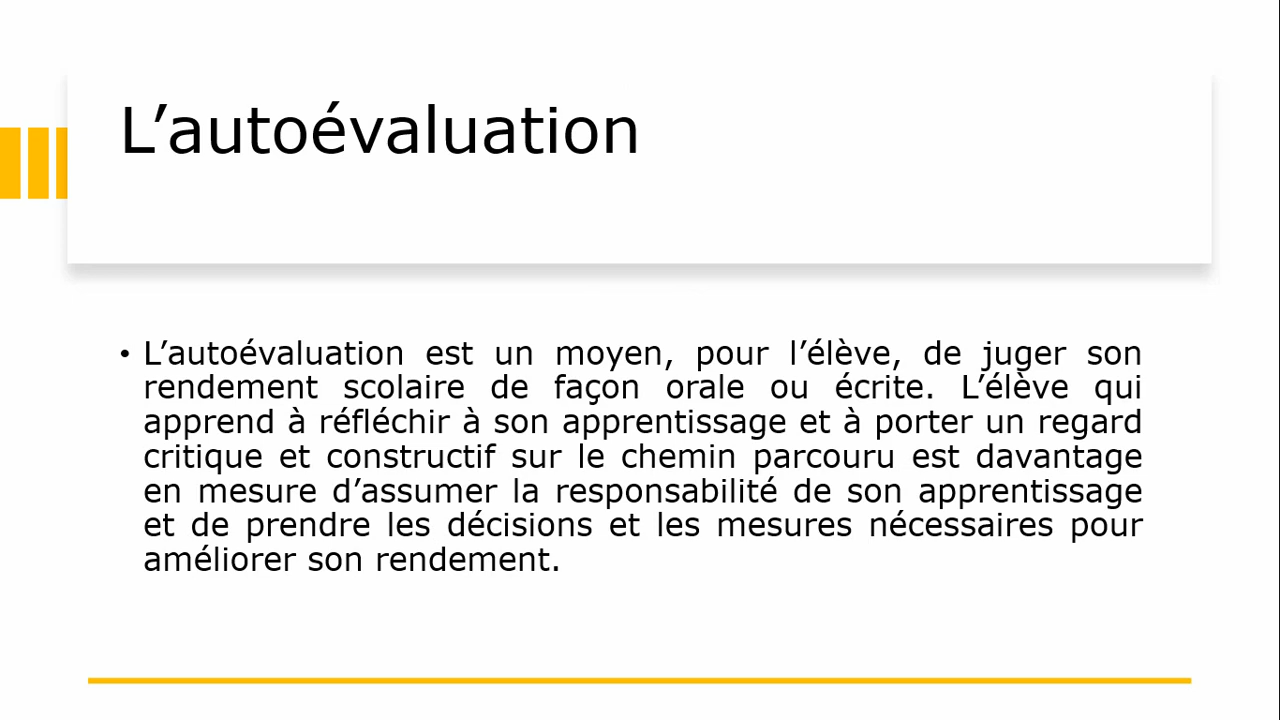 L’autoévaluation
• L’autoévaluation est un moyen, pour l’élève, de juger son
rendement scolaire de façon orale ou écrite. L’élève qui
apprend à réfléchir à son apprentissage et à porter un regard
critique et constructif sur le chemin parcouru est davantage
en mesure d’assumer la responsabilité de son apprentissage
et de prendre les décisions et les mesures nécessaires pour
améliorer son rendement.